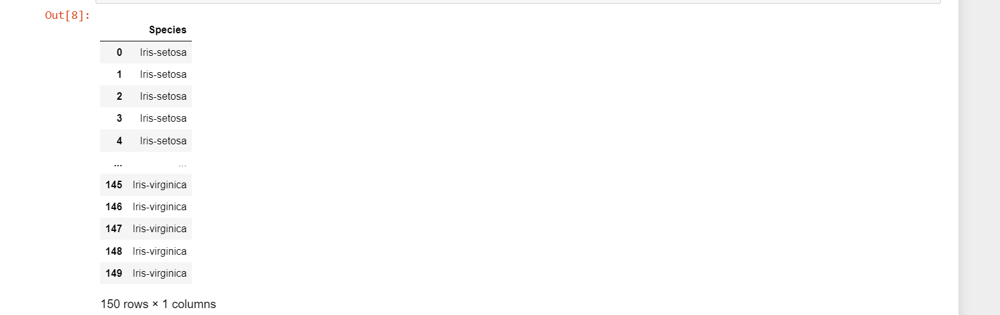 Out[8]:
Species
0 Iris-setosa
1 Iris-setosa
2 Iris-setosa
3 Iris-setosa
4 Iris-setosa
... ...
145 Iris-virginica
146 Iris-virginica
147 Iris-virginica
148 Iris-virginica
149 Iris-virginica
150 rows × 1 columns